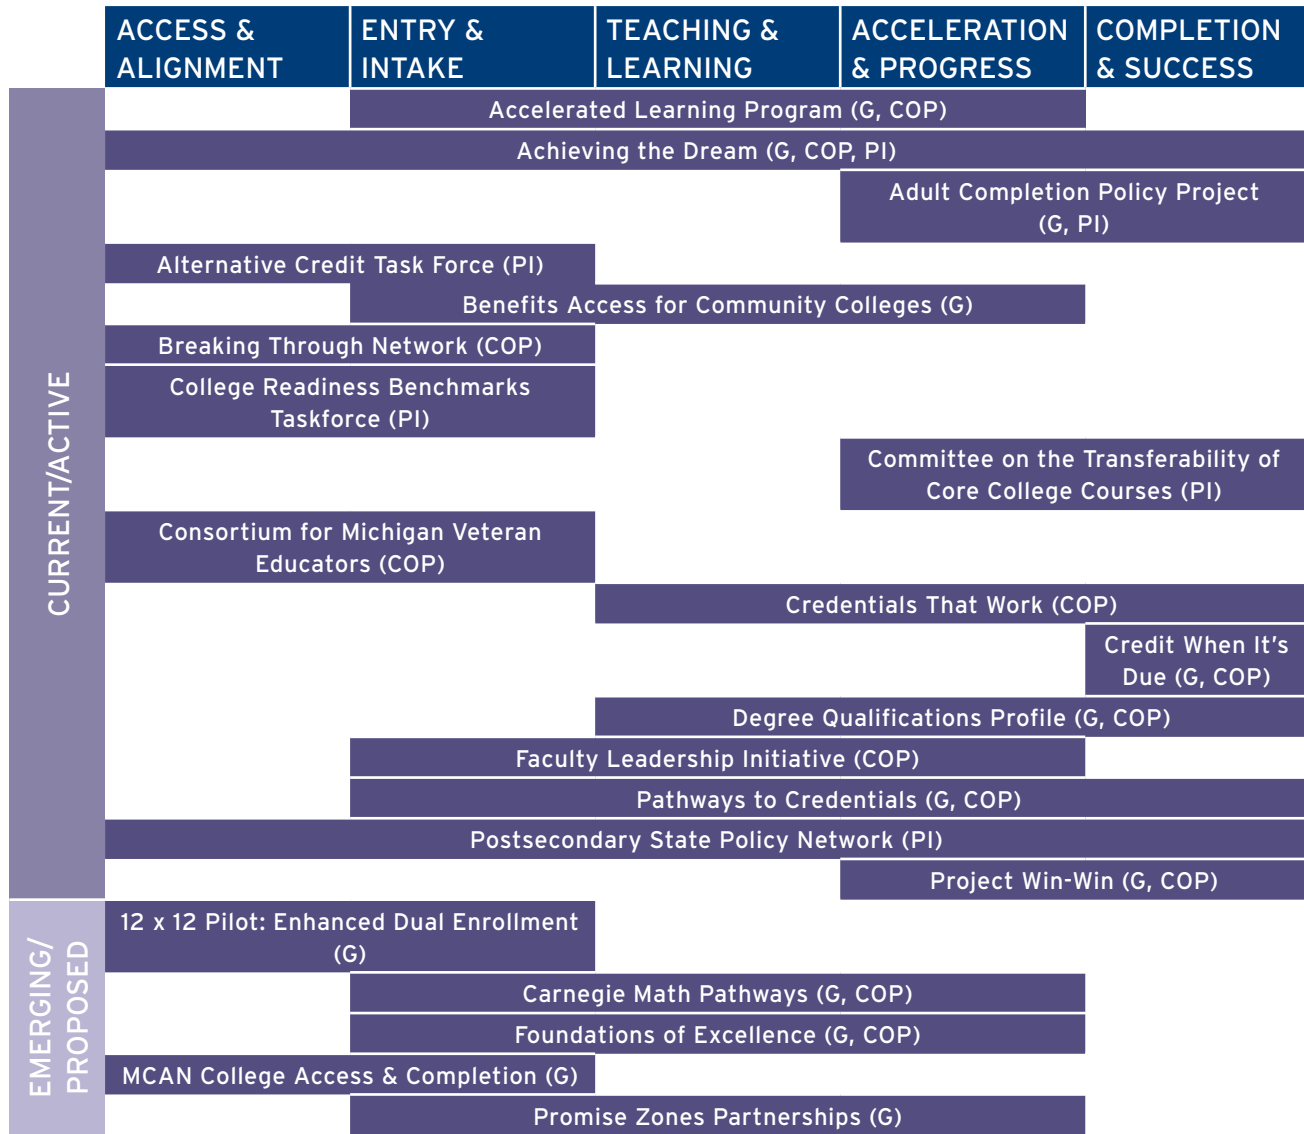 ACCESS &
ALIGNMENT
ENTRY &
INTAKE
TEACHING &
LEARNING
ACCELERATION
& PROGRESS
COMPLETION
& SUCCESS
CURRENT/ACTIVE
Accelerated Learning Program (G, COP)
Achieving the Dream (G, COP, PI)
Adult Completion Policy Project
(G, PI)
Alternative Credit Task Force (PI)
Benefits Access for Community Colleges (G)
Breaking Through Network (COP)
College Readiness Benchmarks
Taskforce (PI)
Committee on the Transferability of
Core College Courses (PI)
Consortium for Michigan Veteran
Educators (COP)
Credentials That Work (COP)
Credit When It's
Due (G, COP)
Degree Qualifications Profile (G, COP)
Faculty Leadership Initiative (COP)
Pathways to Credentials (G, COP)
Postsecondary State Policy Network (PI)
Project Win-Win (G, COP)
EMERGING/
PROPOSED
12 x 12 Pilot: Enhanced Dual Enrollment
(G)
Carnegie Math Pathways (G, COP)
Foundations of Excellence (G, COP)
MCAN College Access & Completion (G)
Promise Zones Partnerships (G)